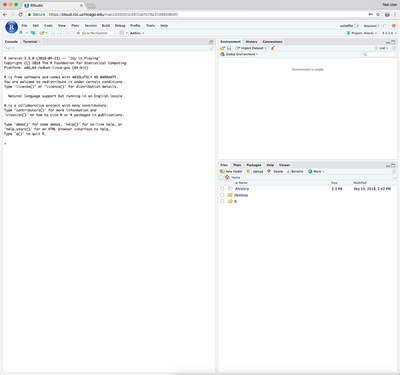 RStudio
Test User
Secure
File Edit Code View Plots Session Build Debug Profile Tools Help
Go to file/function
Addins
Project: (None)
Console Terminal
R version 3.5.0 (2018-04-23) -- "Joy in Playing"
Copyright (C) 2018 The R Foundation for Statistical Computing
Platform: x86_64-redhat-linux-gnu (64-bit)
R is free software and comes with ABSOLUTELY NO WARRANTY.
You are welcome to redistribute it under certain conditions.
Type 'license()' or 'licence()' for distribution details.
Natural language support but running in an English locale
R is a collaborative project with many contributors.
Type 'contributors()' for more information and
'citation()' on how to cite R or R packages in publications.
Type 'demo()' for some demos, 'help()' for on-line help, or
'help.start()' for an HTML browser interface to help.
Type 'q()' to quit R.
>
Environment History Connections
Import Dataset
List
Global Environment
Environment is empty
Files Plots Packages Help Viewer
New Folder Upload Delete Rename More
Home
Name Size Modified
.Rhistory 2.3 KB Sep 10, 2018, 2:42 PM
Desktop
R